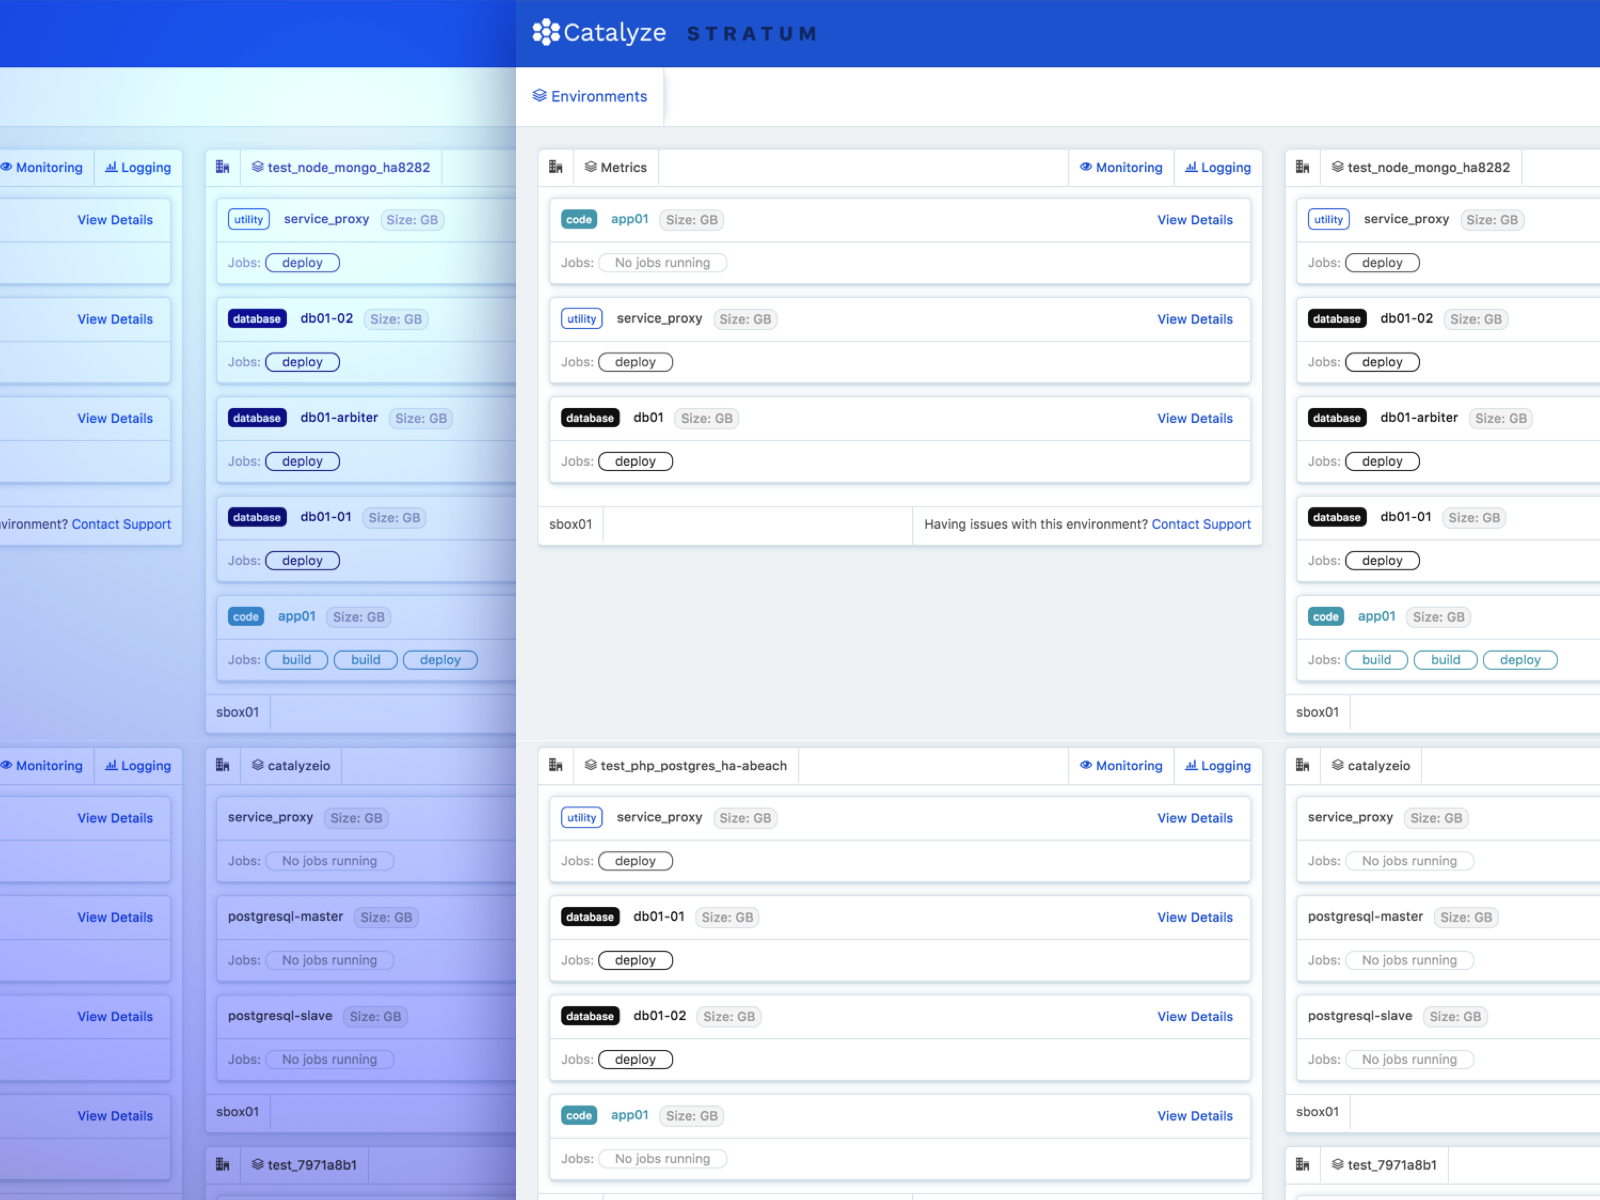 Catalyze STRATUM
Environments
Monitoring Logging
View Details
View Details
View Details
nvironment? Contact Support
test_node_mongo_ha8282
utility service_proxy Size: GB
Jobs: deploy
database db01-02 Size: GB
Jobs: deploy
database db01-arbiter Size: GB
Jobs: deploy
database db01-01 Size: GB
Jobs: deploy
code app01 Size: GB
Jobs: build build deploy
sbox01
Metrics Monitoring Logging
code app01 Size: GB View Details
Jobs: No jobs running
utility service_proxy Size: GB View Details
Jobs: deploy
database db01 Size: GB View Details
Jobs: deploy
sbox01 Having issues with this environment? Contact Support
test_node_mongo_ha8282
utility service_proxy Size: GB
Jobs: deploy
database db01-02 Size: GB
Jobs: deploy
database db01-arbiter Size: GB
Jobs: deploy
database db01-01 Size: GB
Jobs: deploy
code app01 Size: GB
Jobs: build build deploy
sbox01
Monitoring Logging
View Details
View Details
View Details
View Details
catalyzeio
service_proxy Size: GB
Jobs: No jobs running
postgresql-master Size: GB
Jobs: No jobs running
postgresql-slave Size: GB
Jobs: No jobs running
sbox01
test_7971a8b1
test_php_postgres_ha-abeach Monitoring Logging
utility service_proxy Size: GB View Details
Jobs: deploy
database db01-01 Size: GB View Details
Jobs: deploy
database db01-02 Size: GB View Details
Jobs: deploy
code app01 Size: GB View Details
Jobs: No jobs running
catalyzeio
service_proxy Size: GB
Jobs: No jobs running
postgresql-master Size: GB
Jobs: No jobs running
postgresql-slave Size: GB
Jobs: No jobs running
sbox01
test_7971a8b1